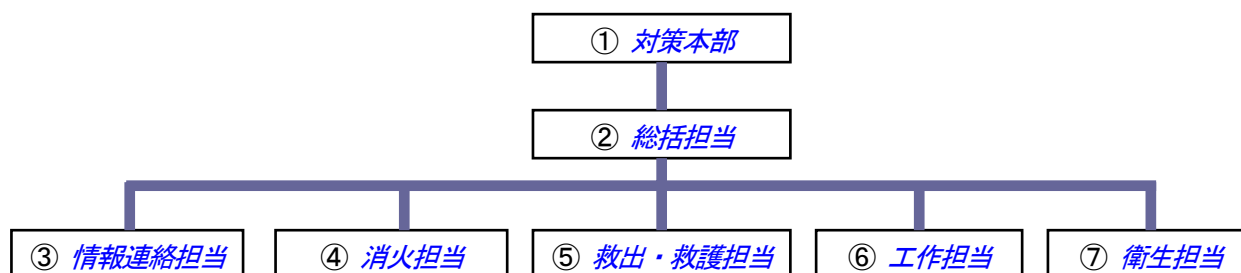 ① 対策本部
② 総括担当
③ 情報連絡担当
④ 消火担当
⑤ 救出・救護担当
⑥ 工作担当
⑦ 衛生担当